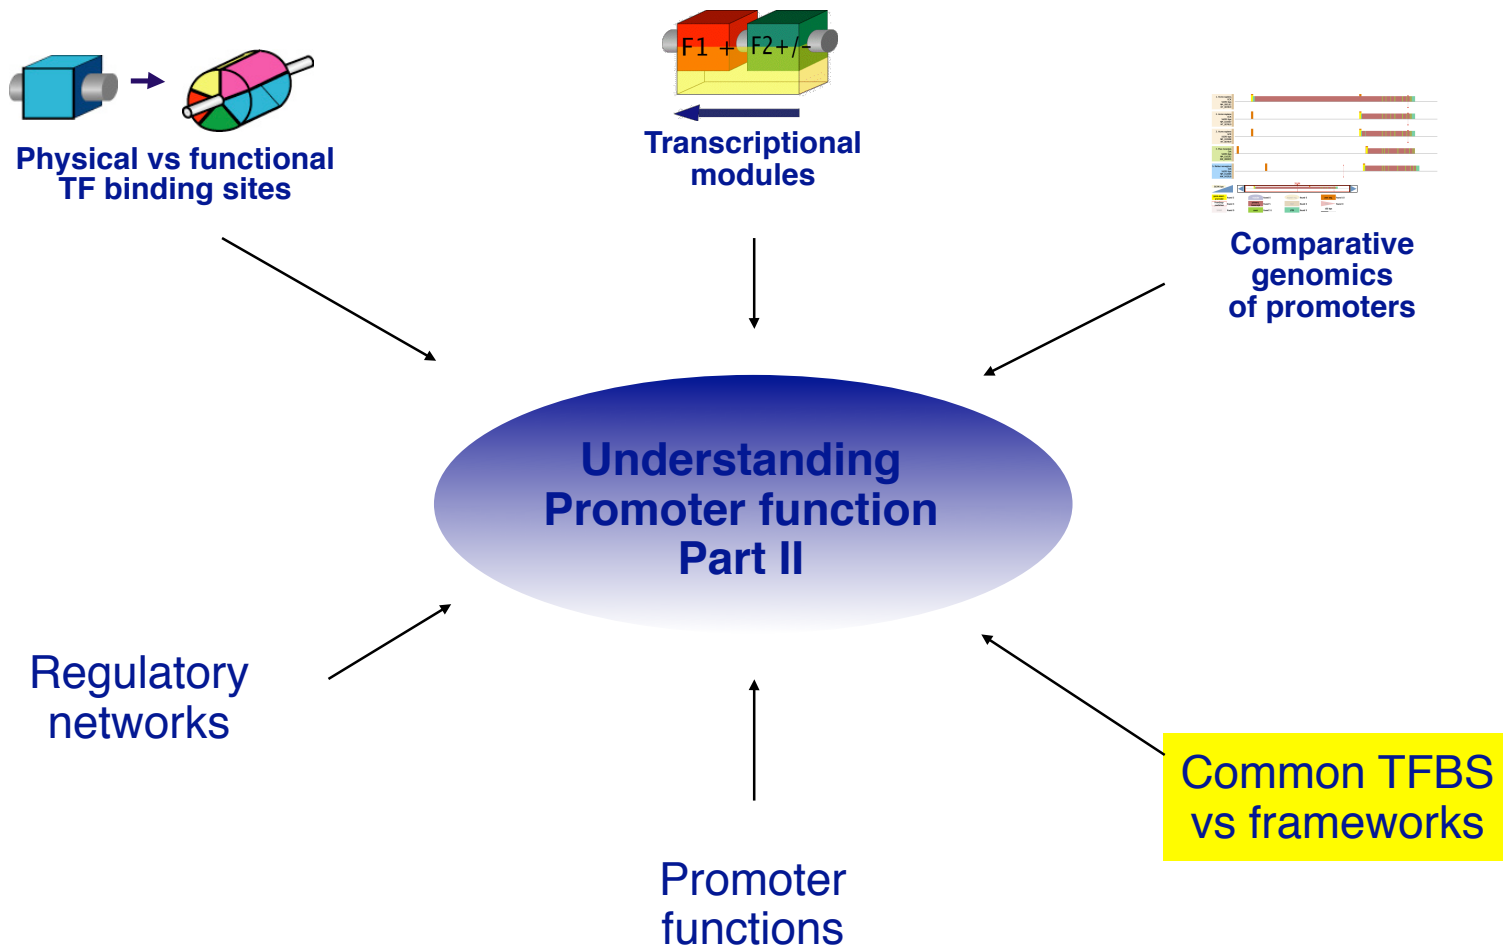 F1 +
F2+/-
Physical vs functional
TF binding sites
Transcriptional
modules
Comparative
genomics
of promoters
Understanding
Promoter function
Part II
Regulatory
networks
Common TFBS
vs frameworks
Promoter
functions